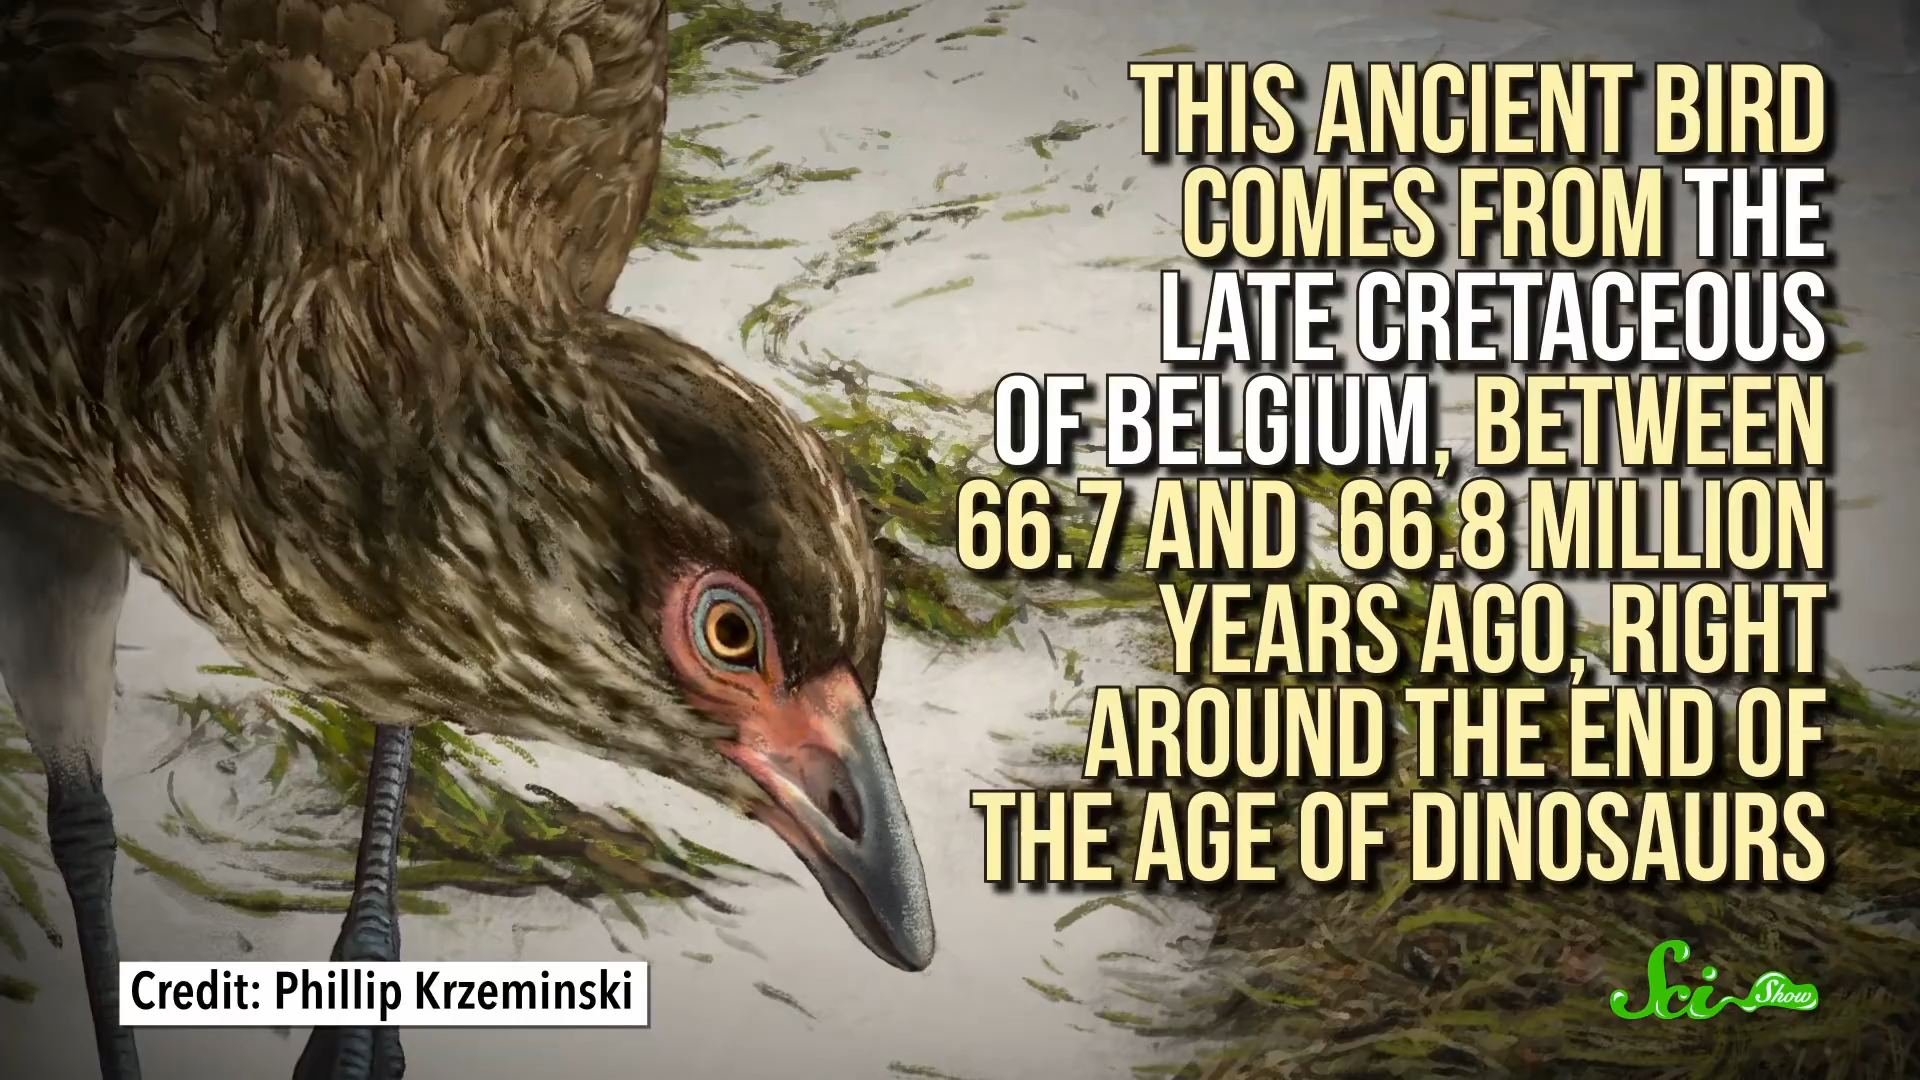 THIS ANCIENT BIRD
COMES FROM THE
LATE CRETACEOUS
OF BELGIUM, BETWEEN
66.7 AND 66.8 MILLION
YEARS AGO, RIGHT
AROUND THE END OF
THE AGE OF DINOSAURS
Credit: Phillip Krzeminski
Sci Show